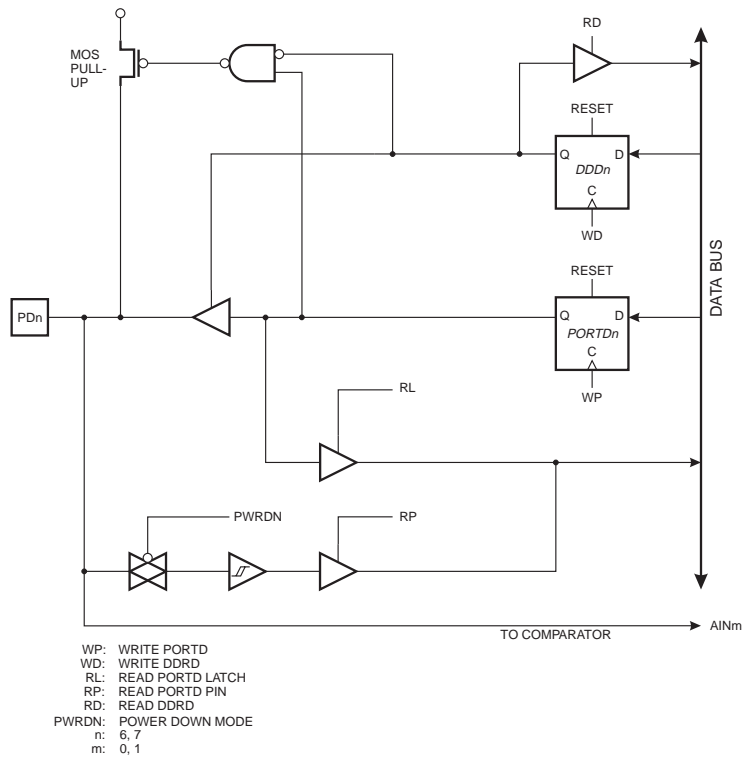 RD
MOS
PULL-
UP
RESET
Q D
DDDn
C
WD
DATA BUS
RESET
PDn
Q D
PORTDn
C
WP
RL
PWRDN
RP
TO COMPARATOR
AINm
WP: WRITE PORTD
WD: WRITE DDRD
RL: READ PORTD LATCH
RP: READ PORTD PIN
RD: READ DDRD
PWRDN: POWER DOWN MODE
n: 6, 7
m: 0, 1